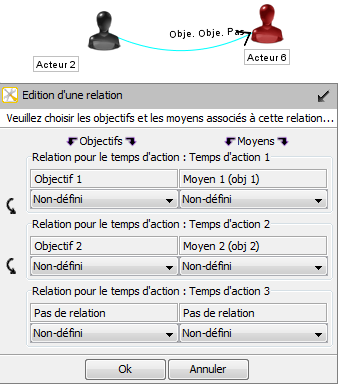 Obje. Obje. Pas
Acteur 2
Acteur 6
Edition d'une relation
Veuillez choisir les objectifs et les moyens associés à cette relation...
Objectifs Moyens
Relation pour le temps d'action : Temps d'action 1
Objectif 1 Moyen 1 (obj 1)
Non-défini Non-défini
Relation pour le temps d'action : Temps d'action 2
Objectif 2 Moyen 2 (obj 2)
Non-défini Non-défini
Relation pour le temps d'action : Temps d'action 3
Pas de relation Pas de relation
Non-défini Non-défini
Ok Annuler